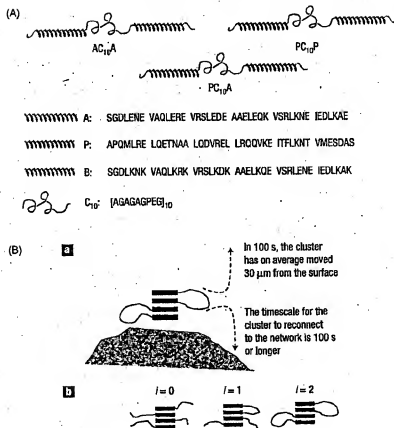 (A)
AC10A
PC10P
PC10A
A: SGDLENE VAQLERE VRSLEDE AAELEQK VSRLKNE IEDLKAE
P: APQMLRE LQETNAA LQDVREL LRQQVKE ITFLKNT VMESDAS
B: SGDLKNK VAQLKRK VRSLKDK AAELKQE VSRLENE IEDLKAK
C10: [AGAGAGPEG]10
(B)
a
In 100 s, the cluster
has on average moved
30 µm from the surface
The timescale for the
cluster to reconnect
to the network is 100 s
or longer
b
l = 0 l = 1 l = 2